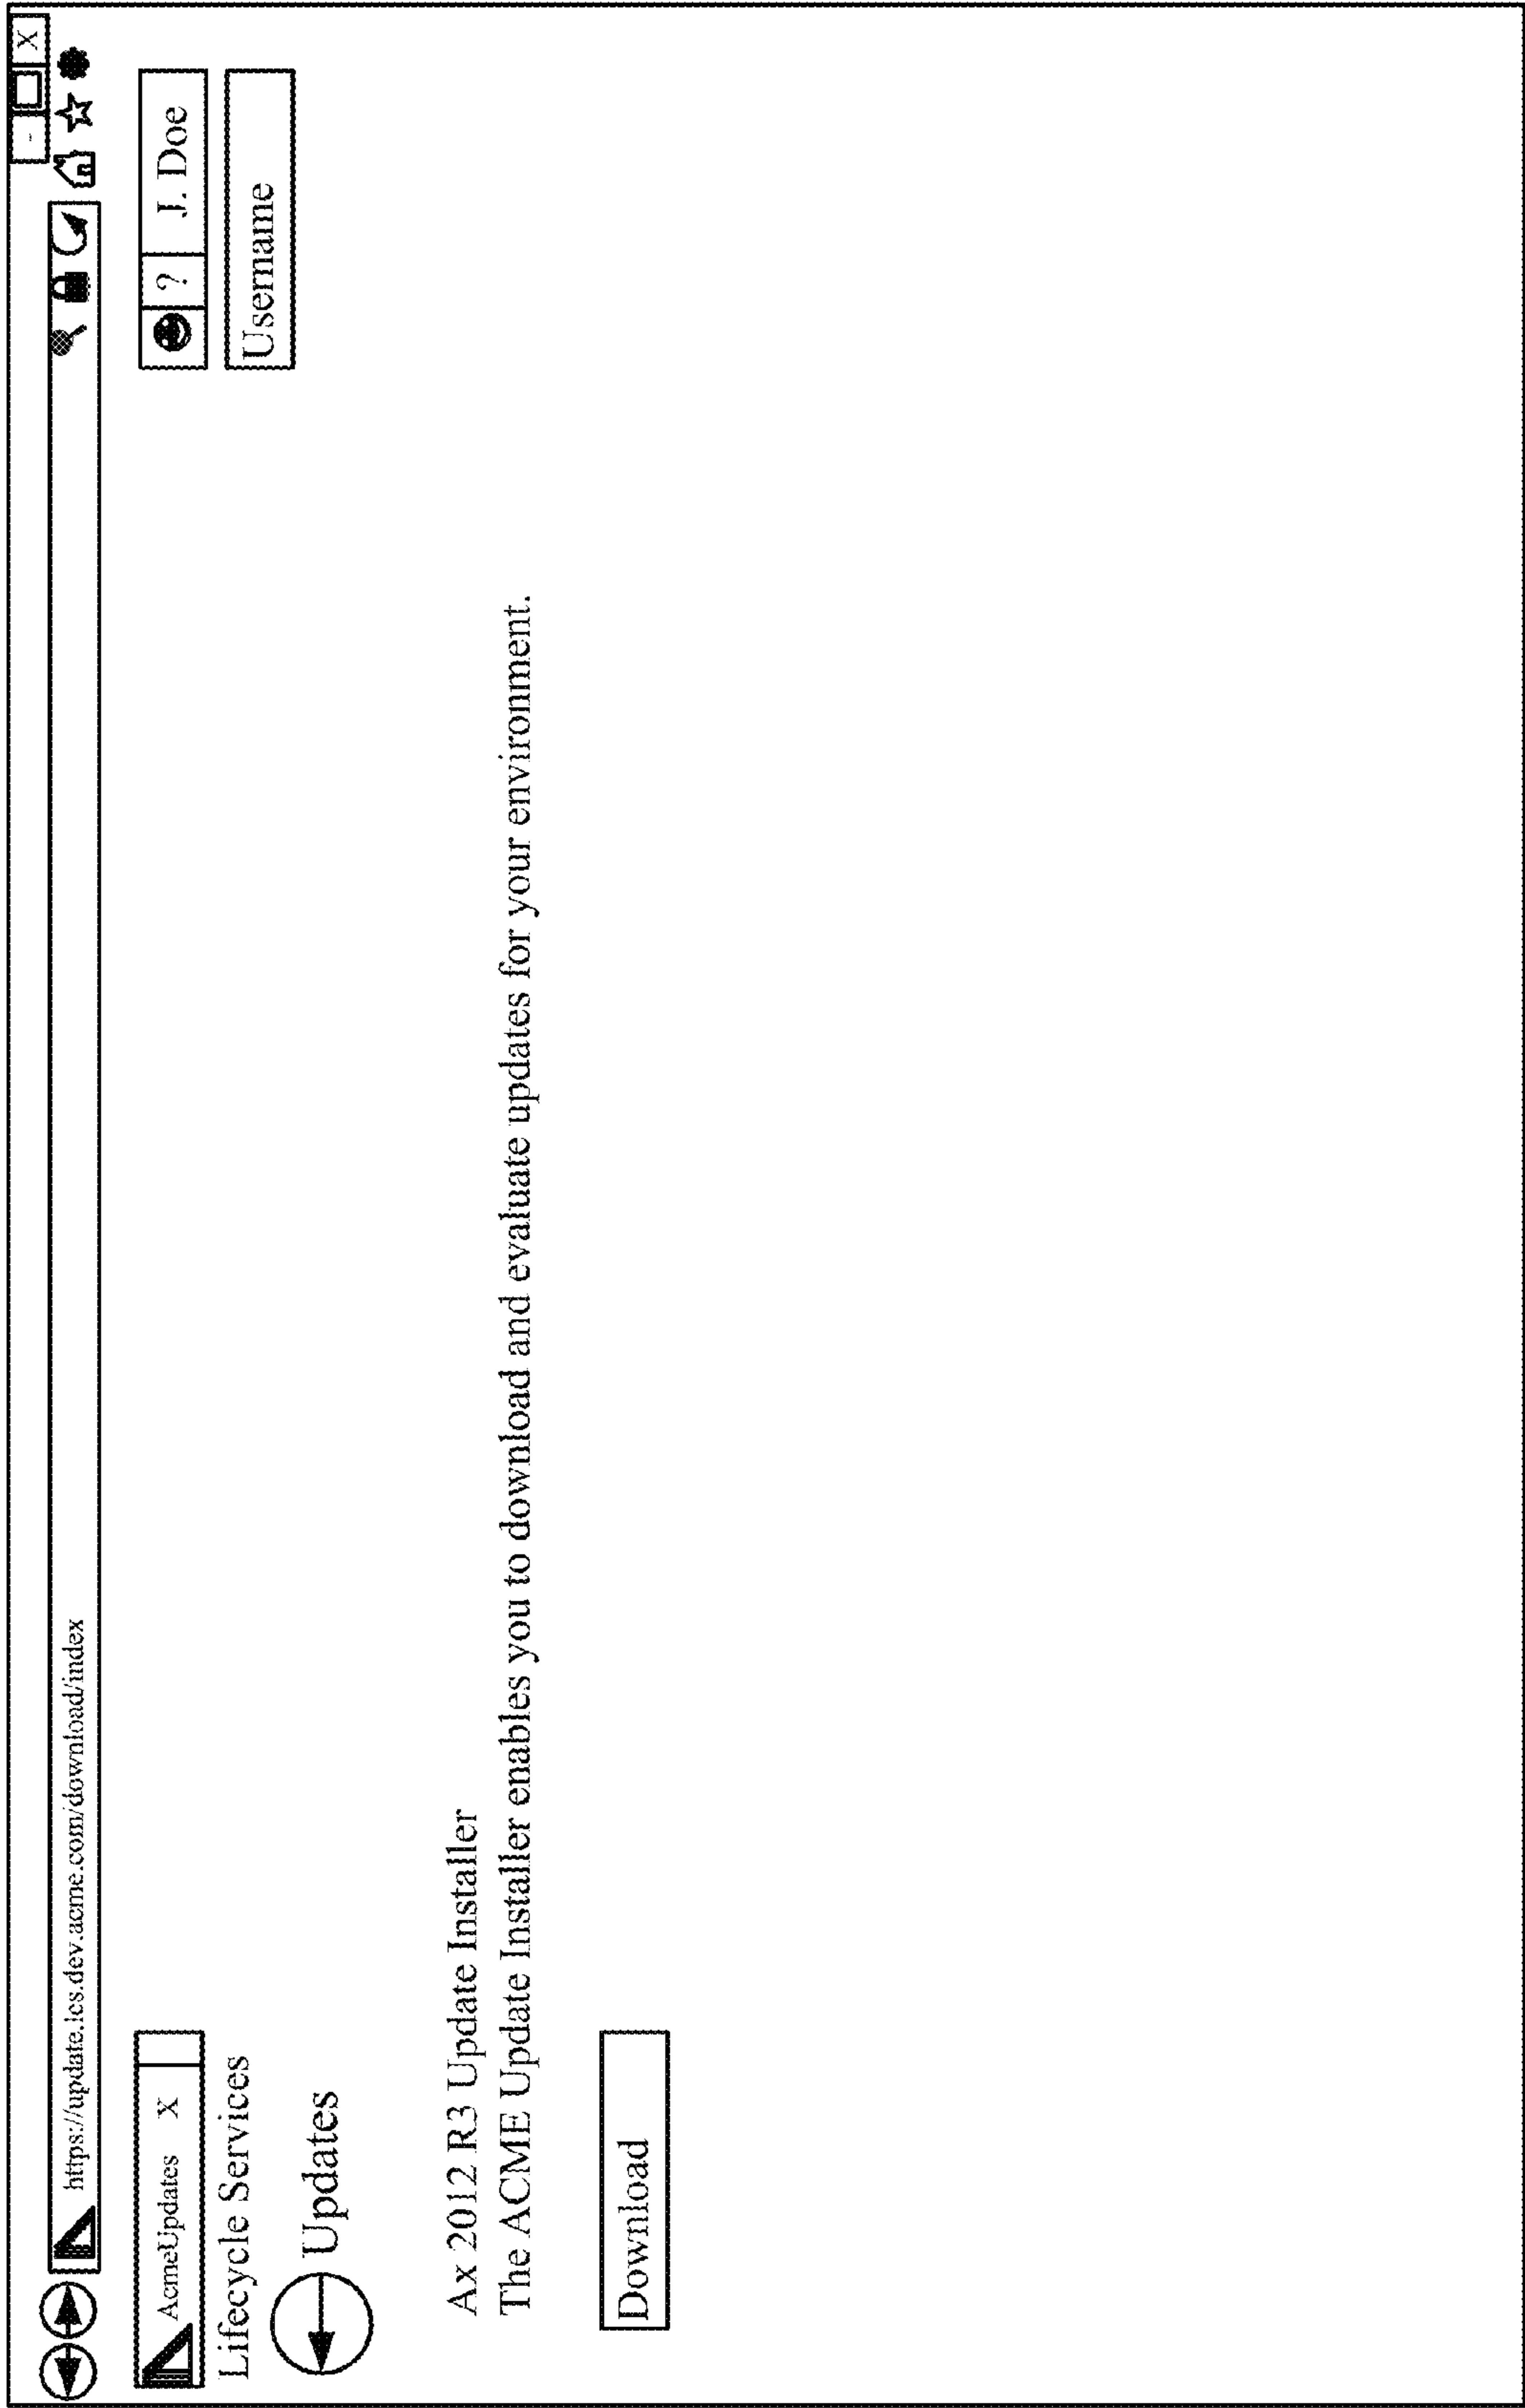 - X
https://update.lcs.dev.acme.com/download/index
AcmeUpdates X
? J. Doe
Lifecycle Services
Username
Updates
Ax 2012 R3 Update Installer
The ACME Update Installer enables you to download and evaluate updates for your environment.
Download